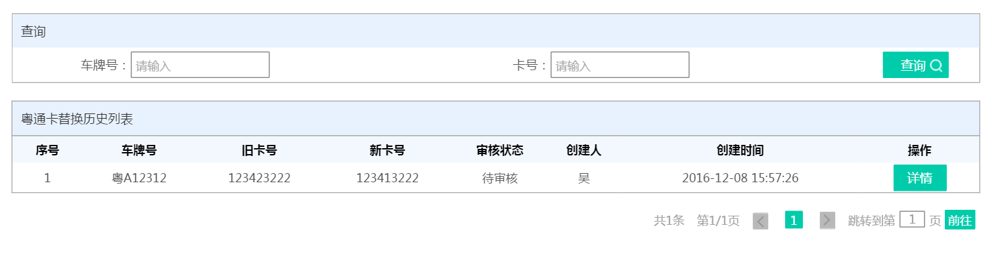 查询
车牌号： 请输入 卡号： 请输入 查询
粤通卡替换历史列表
序号 车牌号 旧卡号 新卡号 审核状态 创建人 创建时间 操作
1 粤A12312 123423222 123413222 待审核 吴 2016-12-08 15:57:26 详情
共1条 第1/1页 1 跳转到第 1 页 前往